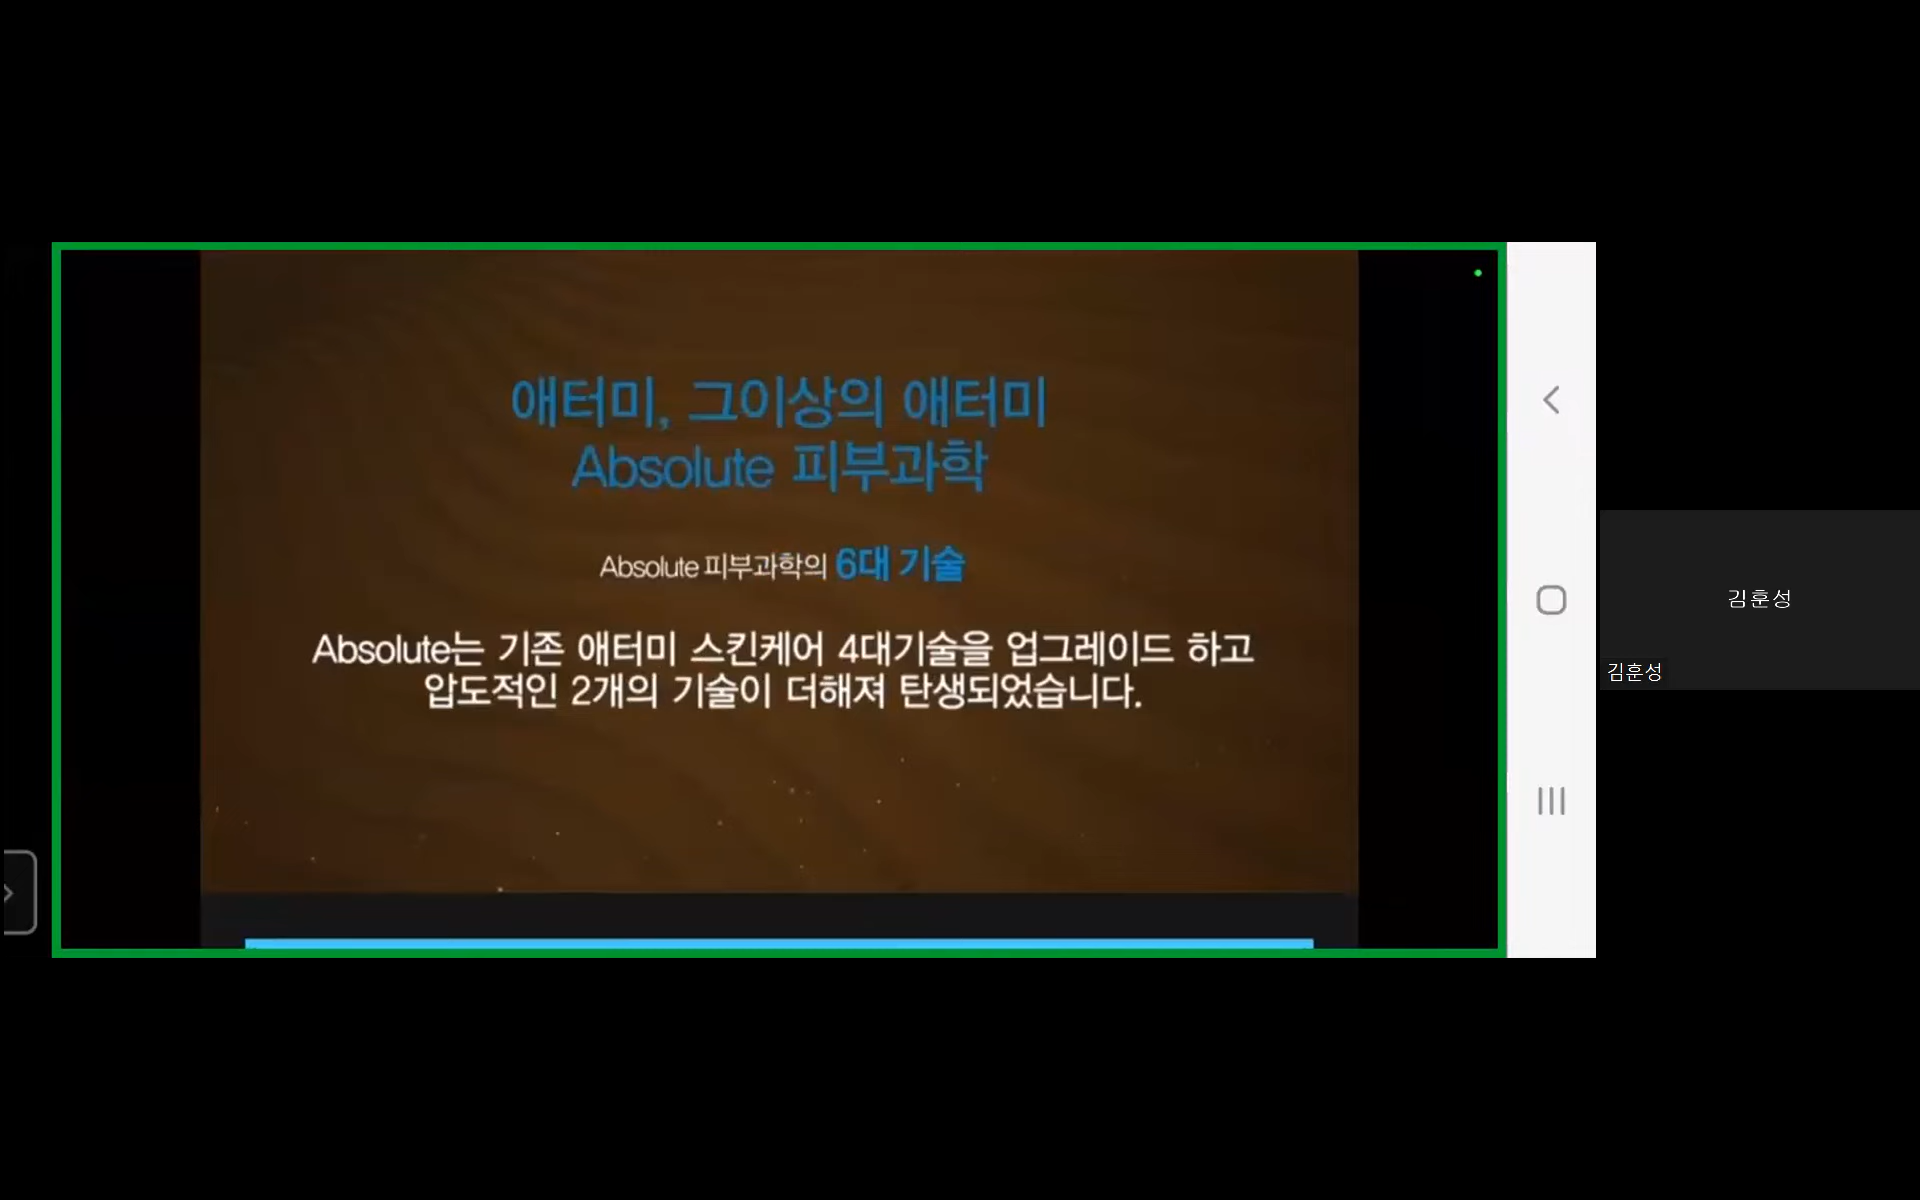 애터미, 그이상의 애터미
Absolute 피부과학
Absolute 피부과학의 6대 기술
Absolute는 기존 애터미 스킨케어 4대기술을 업그레이드 하고
압도적인 2개의 기술이 더해져 탄생되었습니다.
김훈성
김훈성